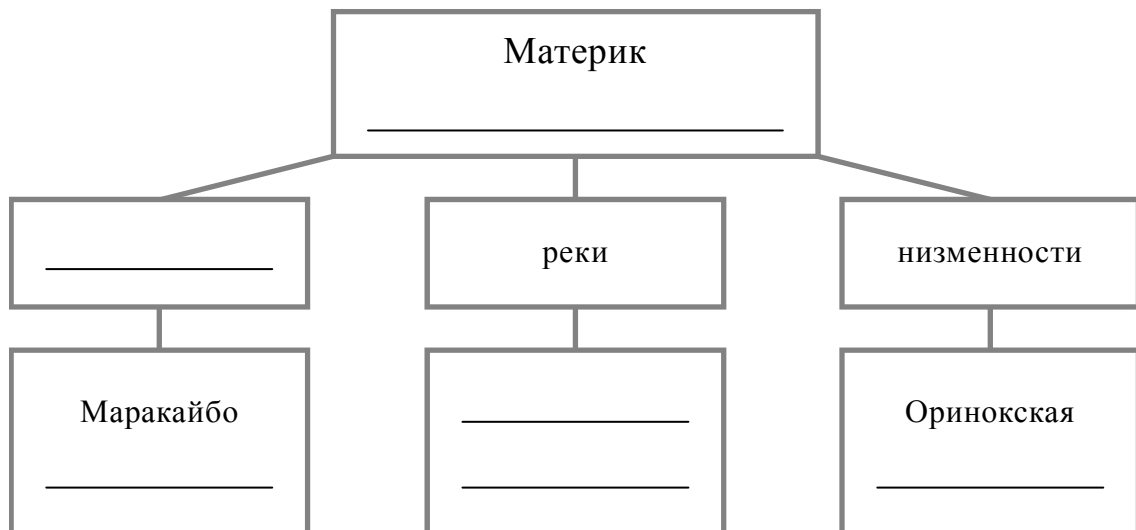 Материк
реки
низменности
Маракайбо
Оринокская